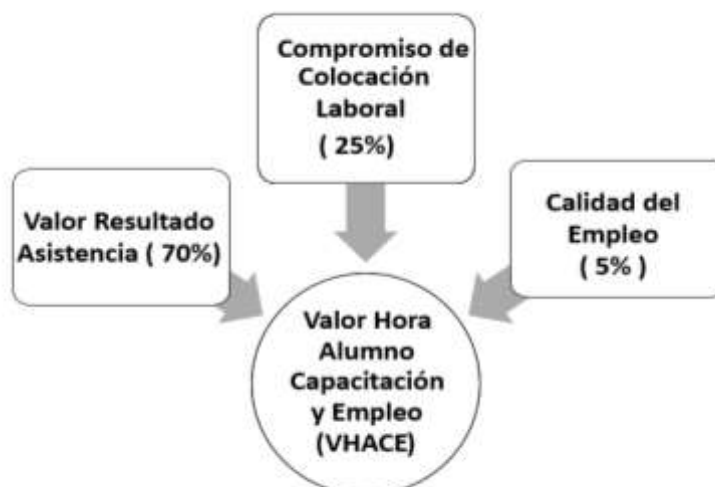 Compromiso de
Colocación
Laboral
( 25%)
Valor Resultado
Asistencia ( 70%)
Calidad del
Empleo
( 5% )
Valor Hora
Alumno
Capacitación
y Empleo
(VHACE)